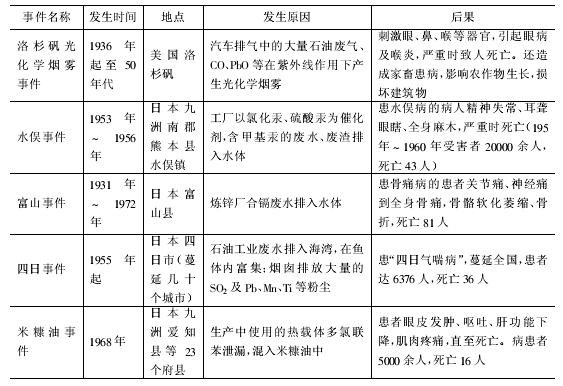 事件名称 发生时间 地点 发生原因 后果
洛杉矶光化学烟雾事件 1936 年起至 50 年代 美国洛杉矶 汽车排气中的大量石油废气、CO、PbO 等在紫外线作用下产生光化学烟雾 刺激眼、鼻、喉等器官,引起眼病及喉炎,严重时致人死亡。还造成家畜患病,影响农作物生长,损坏建筑物
水俣事件 1953 年 ~ 1956 年 日本九洲南郡熊本县水俣镇 工厂以氯化汞、硫酸汞为催化剂,含甲基汞的废水、废渣排入水体 患水俣病的病人精神失常、耳聋眼瞎、全身麻木,严重时死亡(195 年~1960 年受害者 20000 余人,死亡 43 人)
富山事件 1931 年 ~ 1972 年 日本富山县 炼锌厂含镉废水排入水体 患骨痛病的患者关节痛、神经痛到全身骨痛,骨骼软化萎缩、骨折,死亡 81 人
四日事件 1955 年起 日本四日市(蔓延几十个城市) 石油工业废水排入海湾,在鱼体内富集;烟囱排放大量的 SO₂ 及 Pb、Mn、Ti 等粉尘 患“四日气喘病”,蔓延全国,患者达 6376 人,死亡 36 人
米糠油事件 1968 年 日本九洲爱知县等 23 个府县 生产中使用的热载体多氯联苯泄漏,混入米糠油中 患者眼皮发肿、呕吐、肝功能下降,肌肉疼痛,直至死亡。病患者 5000 余人,死亡 16 人